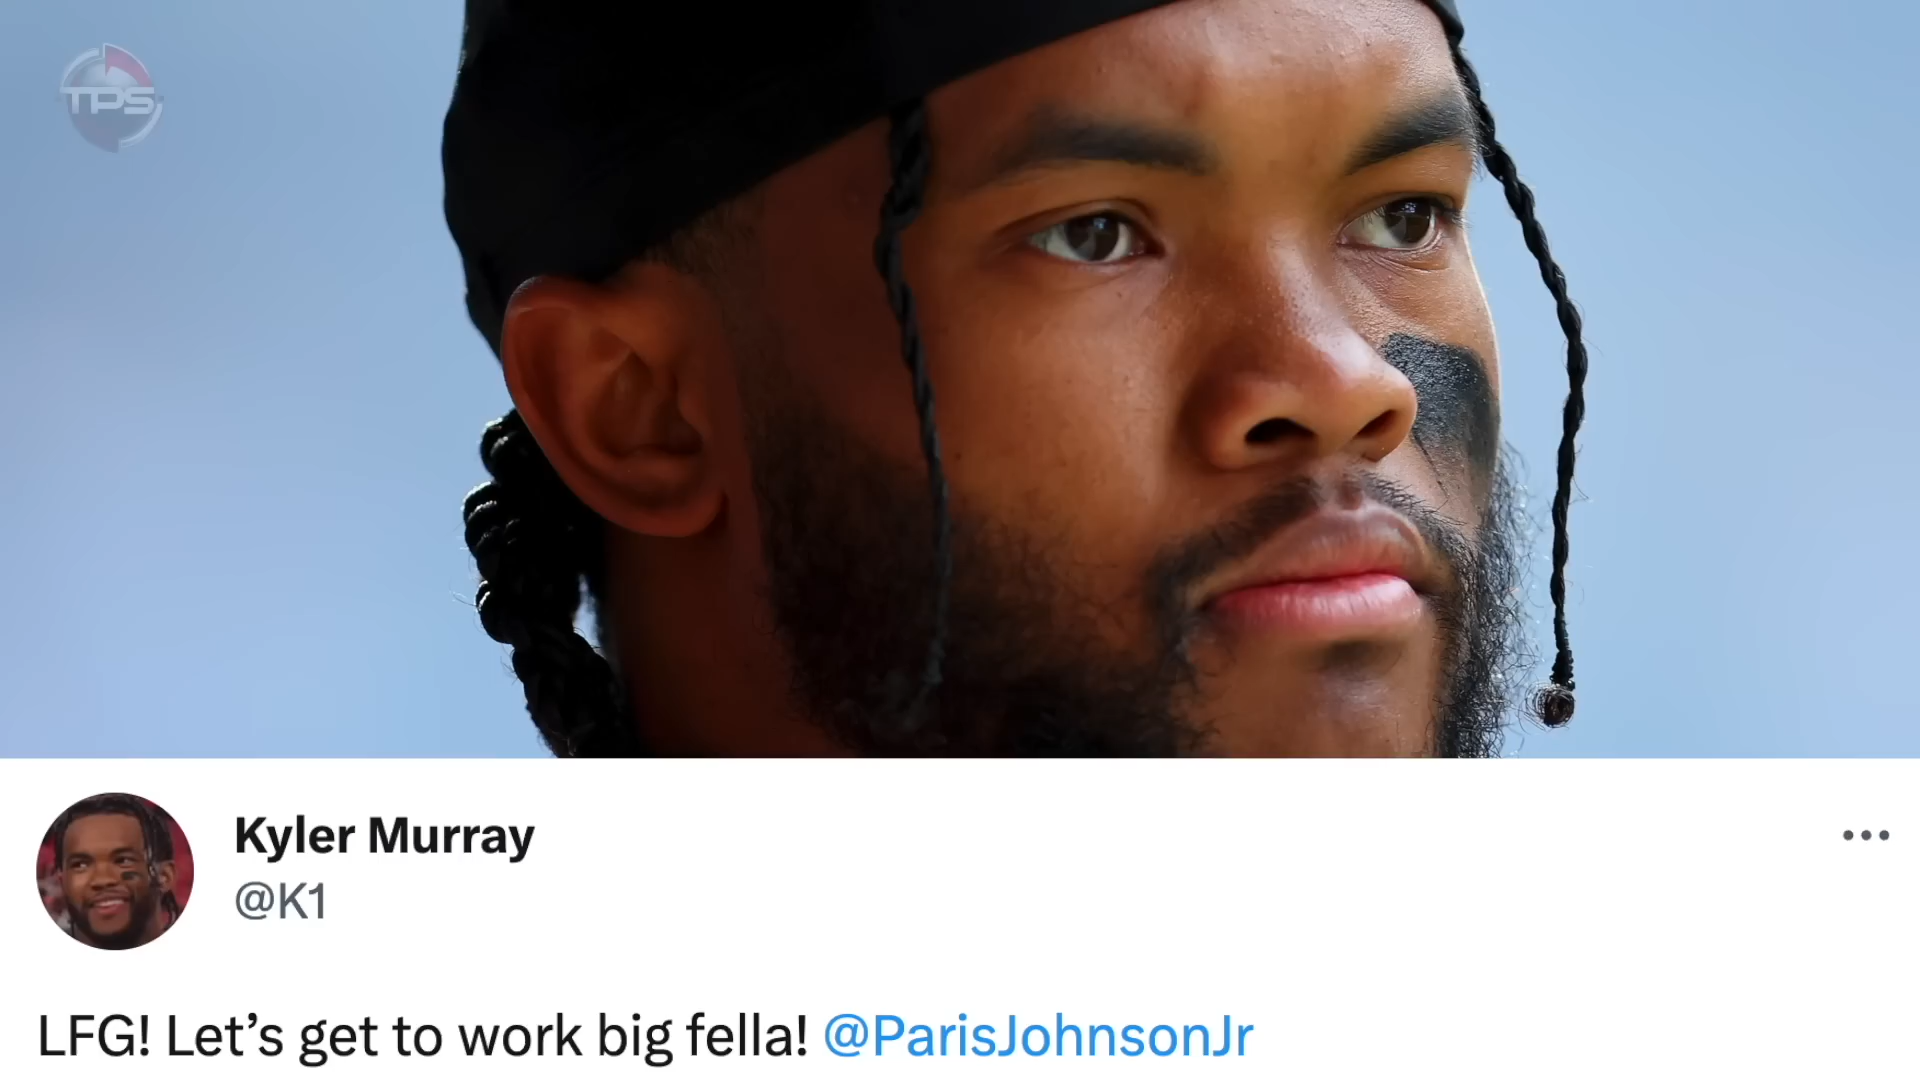 TPS
Kyler Murray
@K1
LFG! Let’s get to work big fella! @ParisJohnsonJr